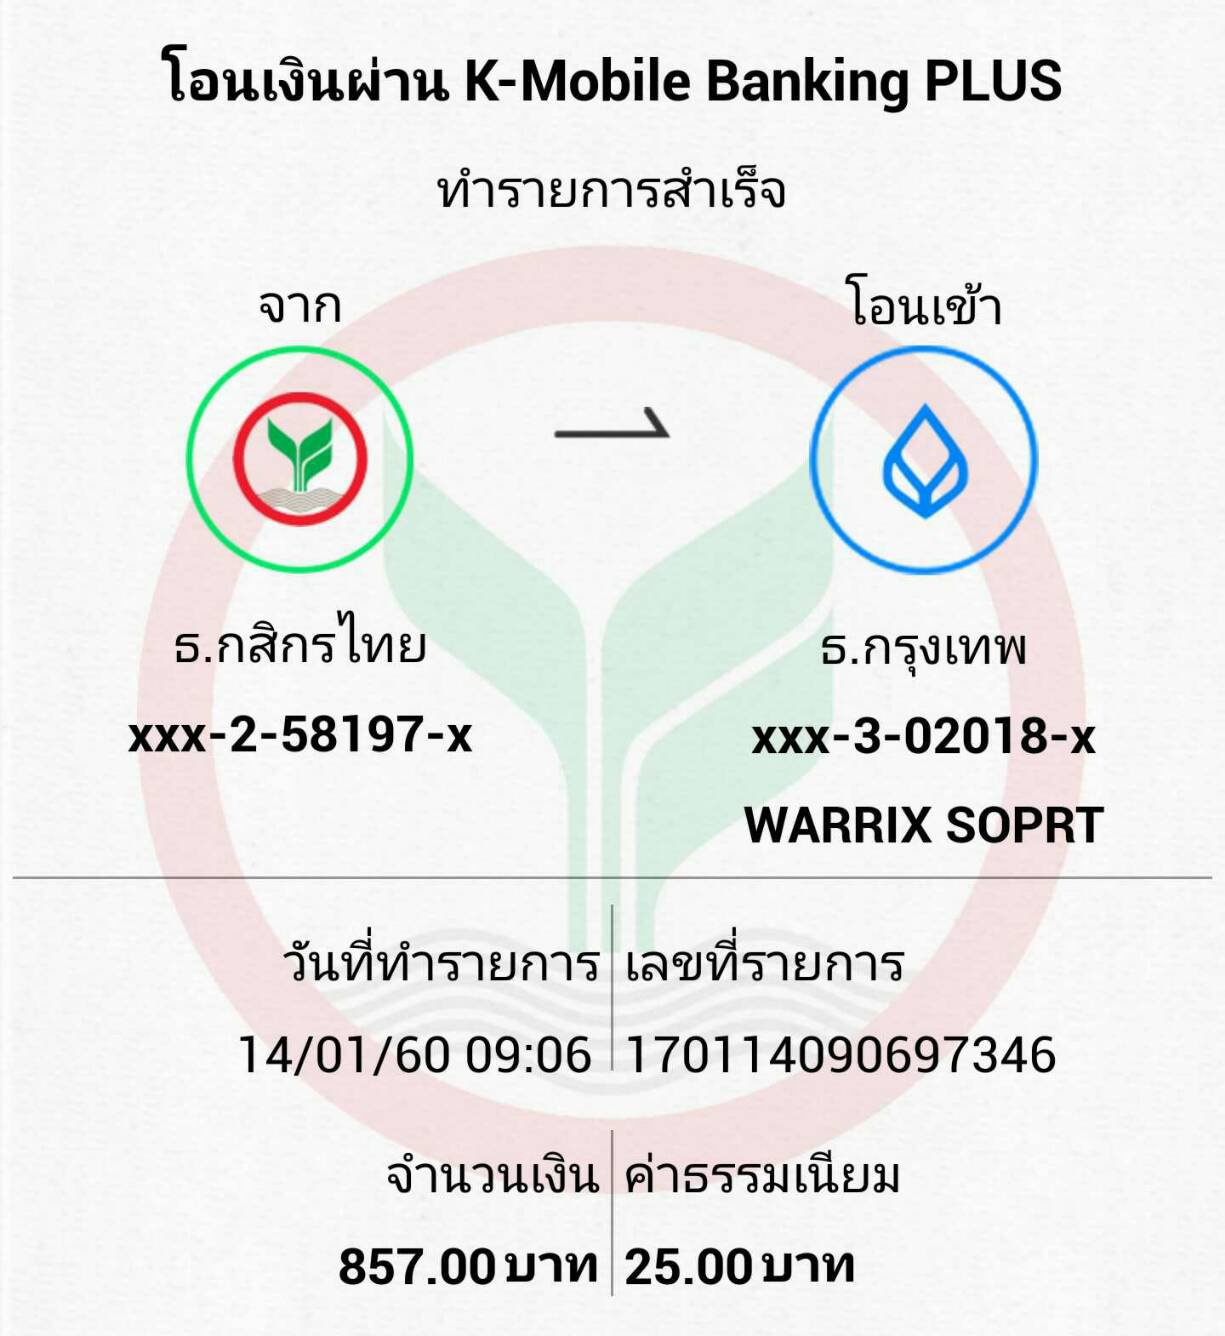 โอนเงินผ่าน K-Mobile Banking PLUS
ทำรายการสำเร็จ
จาก
โอนเข้า
ธ.กสิกรไทย
ธ.กรุงเทพ
xxx-2-58197-x
xxx-3-02018-x
WARRIX SOPRT
วันที่ทำรายการ
เลขที่รายการ
14/01/60 09:06
170114090697346
จำนวนเงิน
ค่าธรรมเนียม
857.00 บาท
25.00 บาท